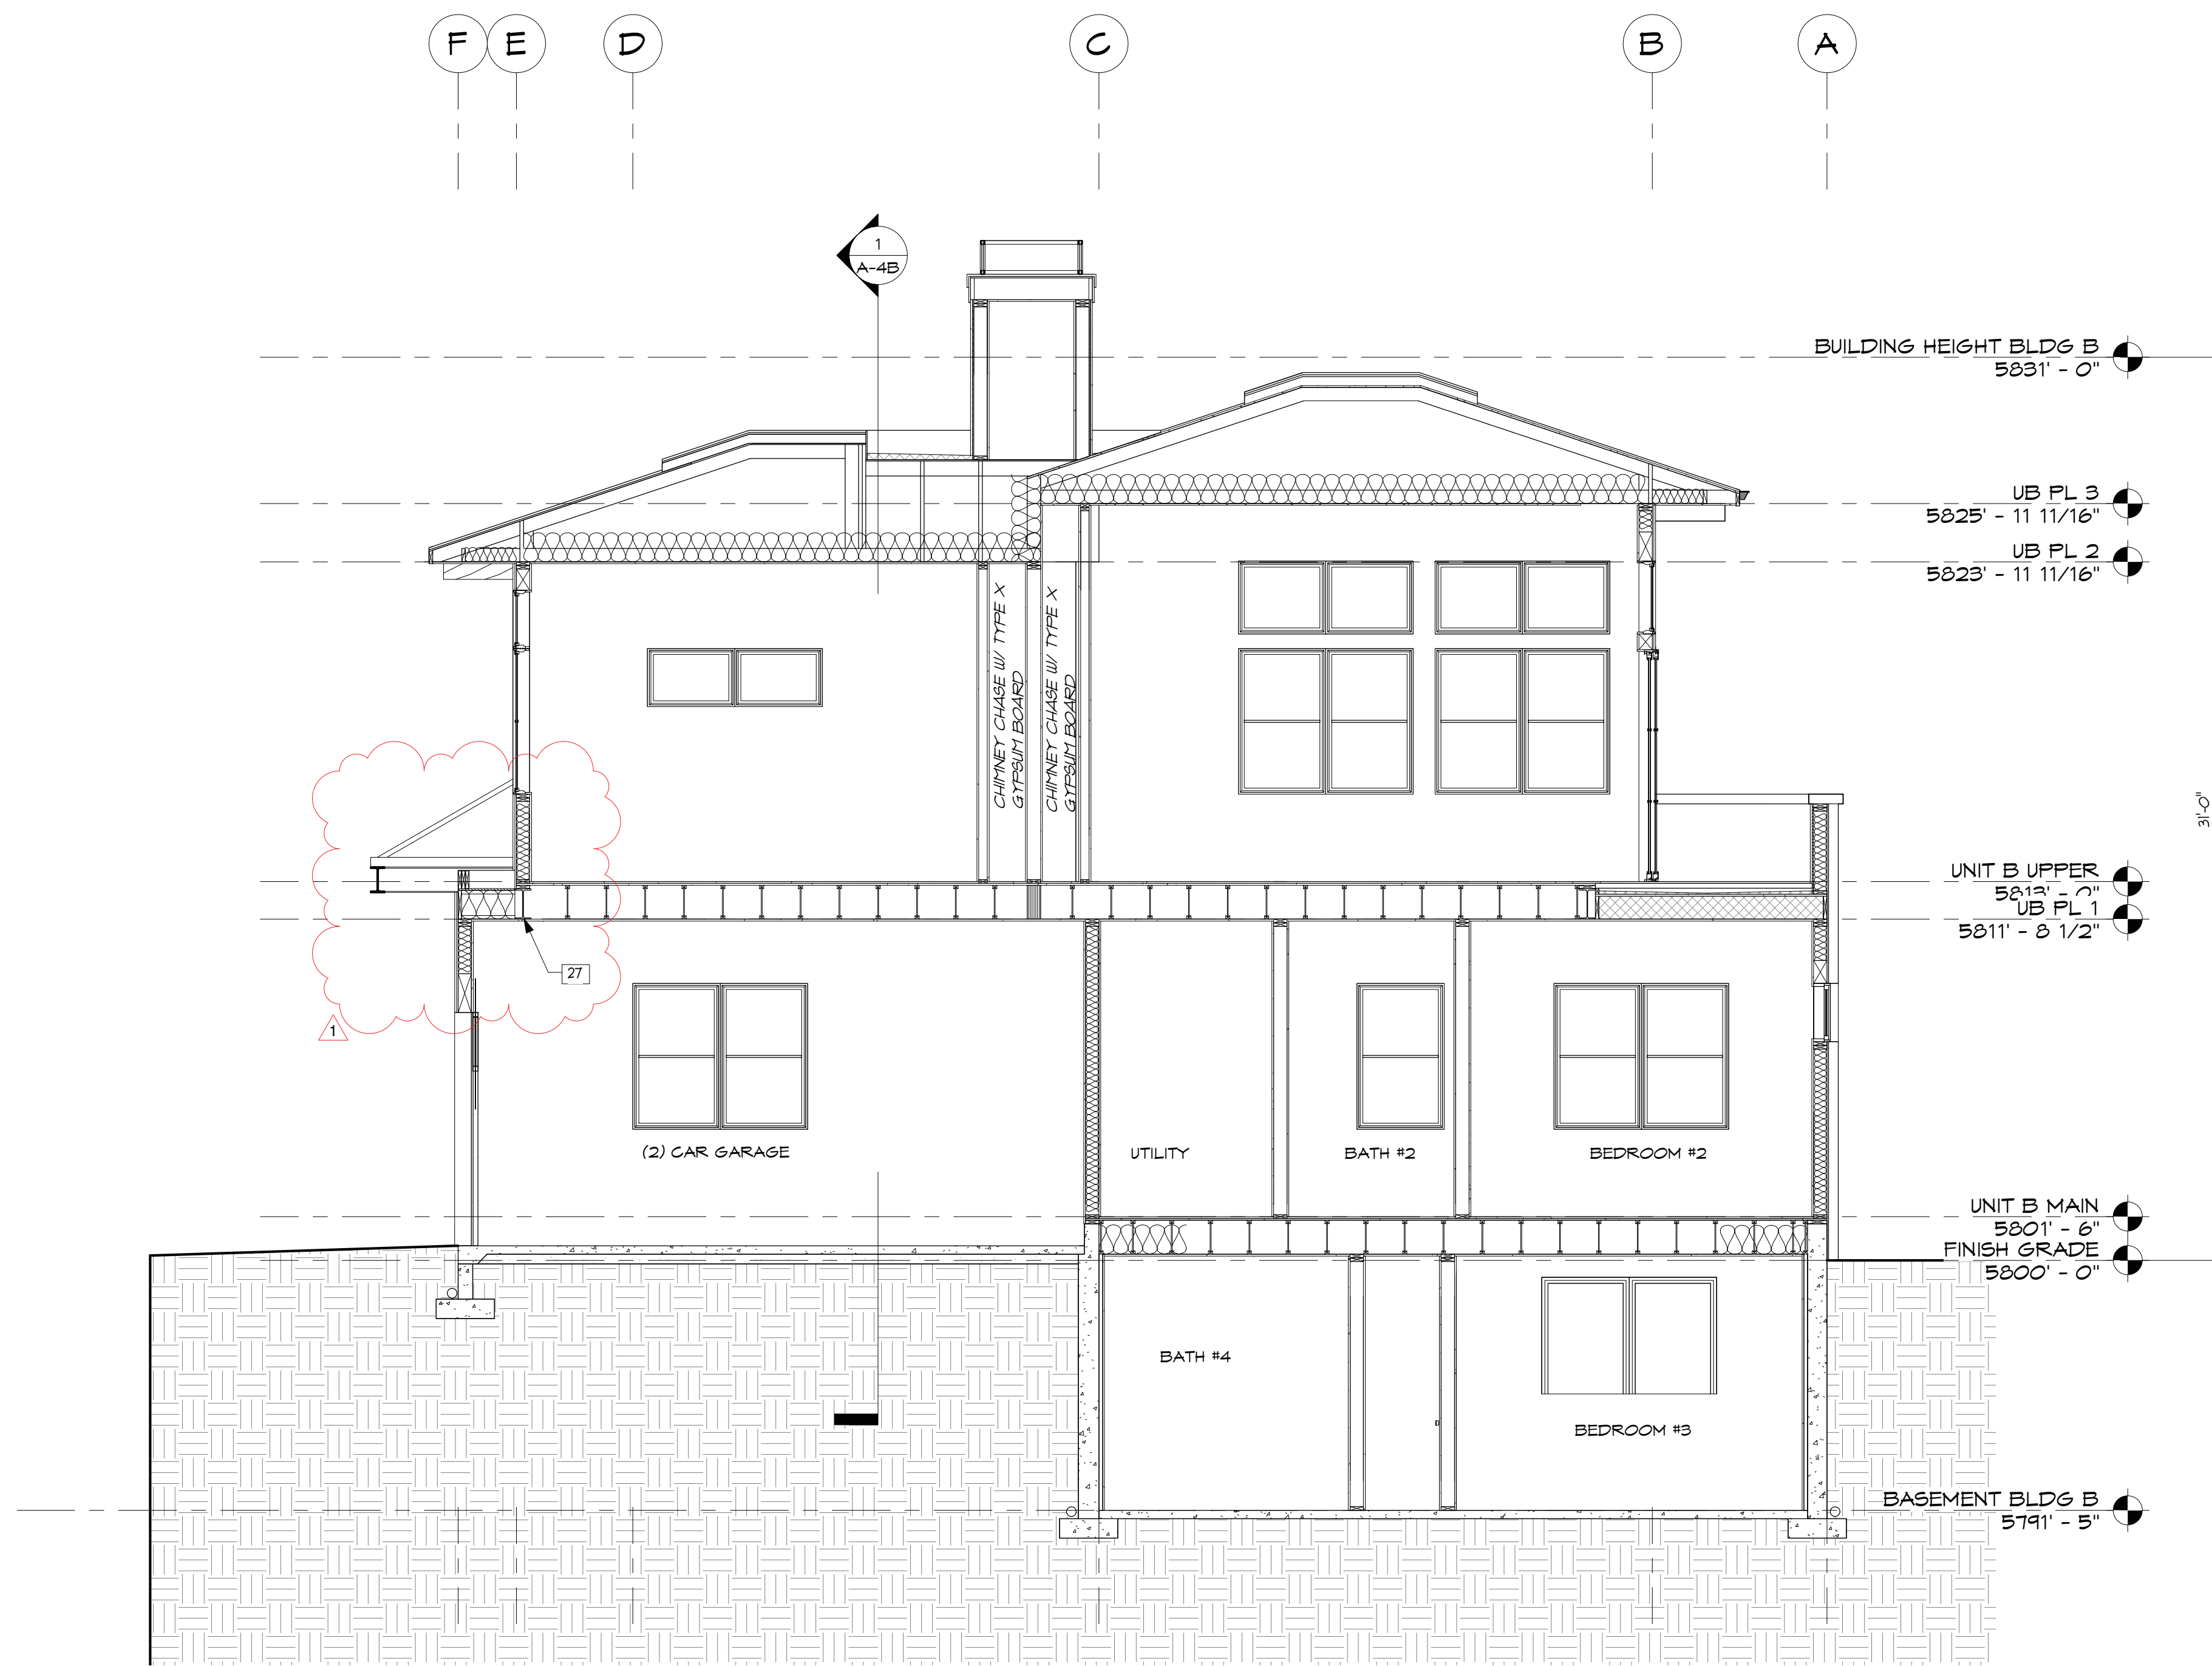 F E D C B A
1
A-4B
BUILDING HEIGHT BLDG B
5831' - 0"
UB PL 3
5825' - 11 11/16"
UB PL 2
5823' - 11 11/16"
CHIMNEY CHASE W/ TYPE X
GYPSUM BOARD
CHIMNEY CHASE W/ TYPE X
GYPSUM BOARD
31'-0"
UNIT B UPPER
5813' - 0"
UB PL 1
5811' - 8 1/2"
27
1
(2) CAR GARAGE
UTILITY
BATH #2
BEDROOM #2
UNIT B MAIN
5801' - 6"
FINISH GRADE
5800' - 0"
BATH #4
BEDROOM #3
BASEMENT BLDG B
5791' - 5"